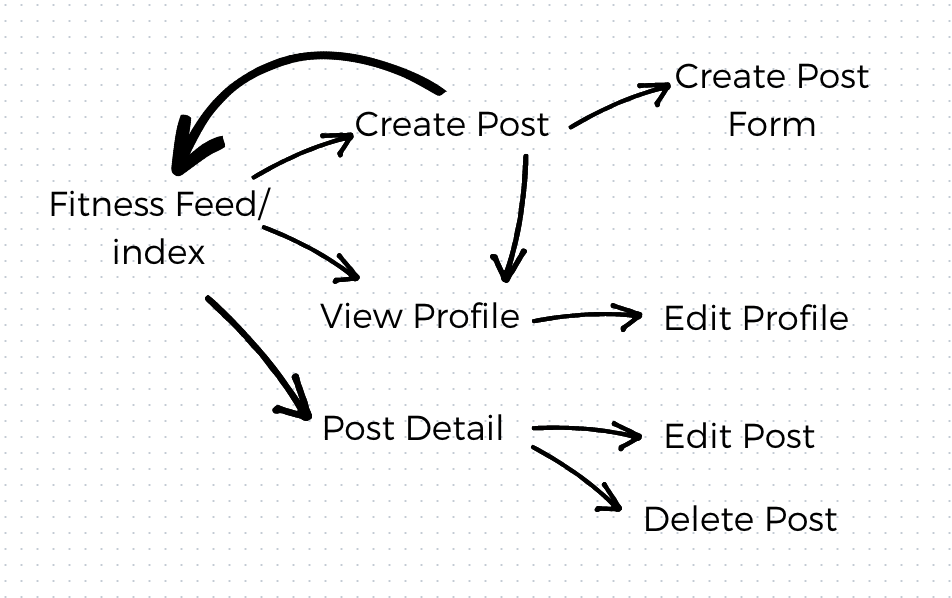 Create Post
Form
Create Post
Fitness Feed/
index
View Profile
Edit Profile
Post Detail
Edit Post
Delete Post